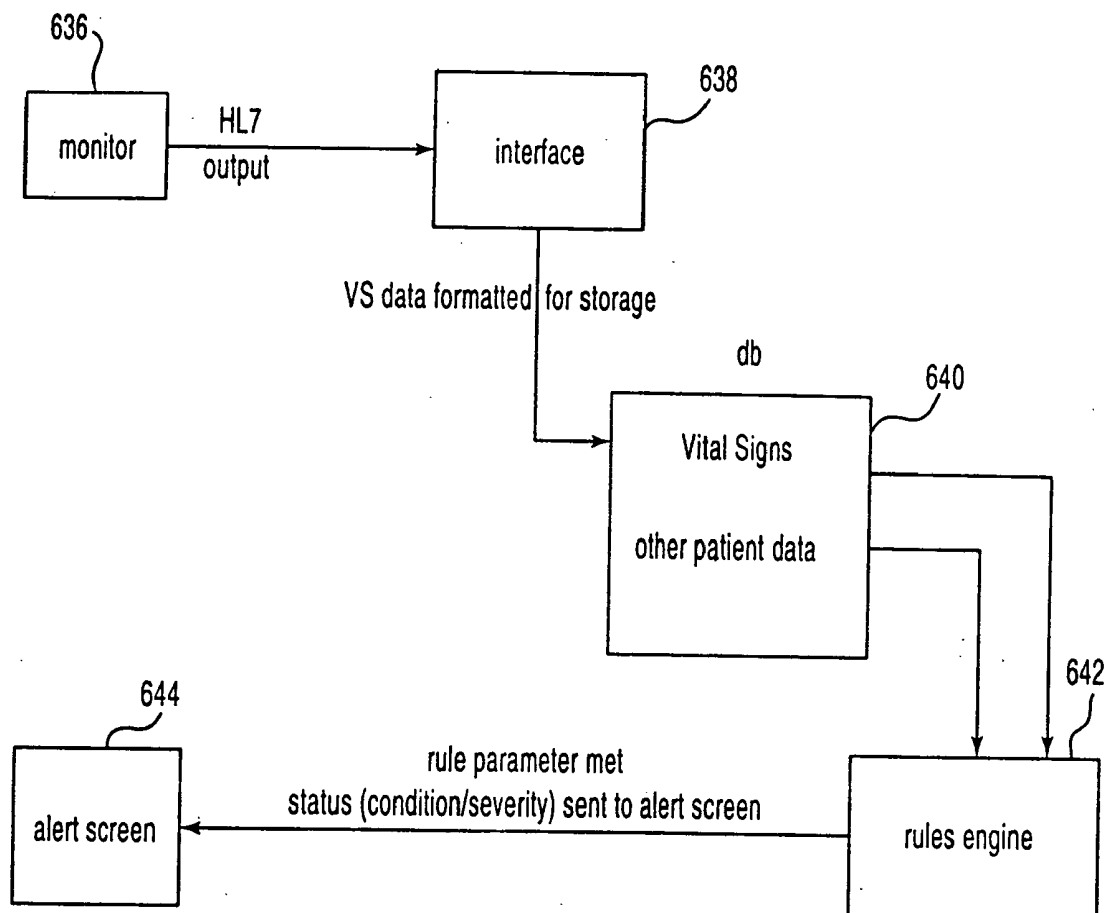 636
monitor
HL7
output
638
interface
VS data formatted for storage
db
640
Vital Signs
other patient data
642
644
rule parameter met
status (condition/severity) sent to alert screen
alert screen
rules engine